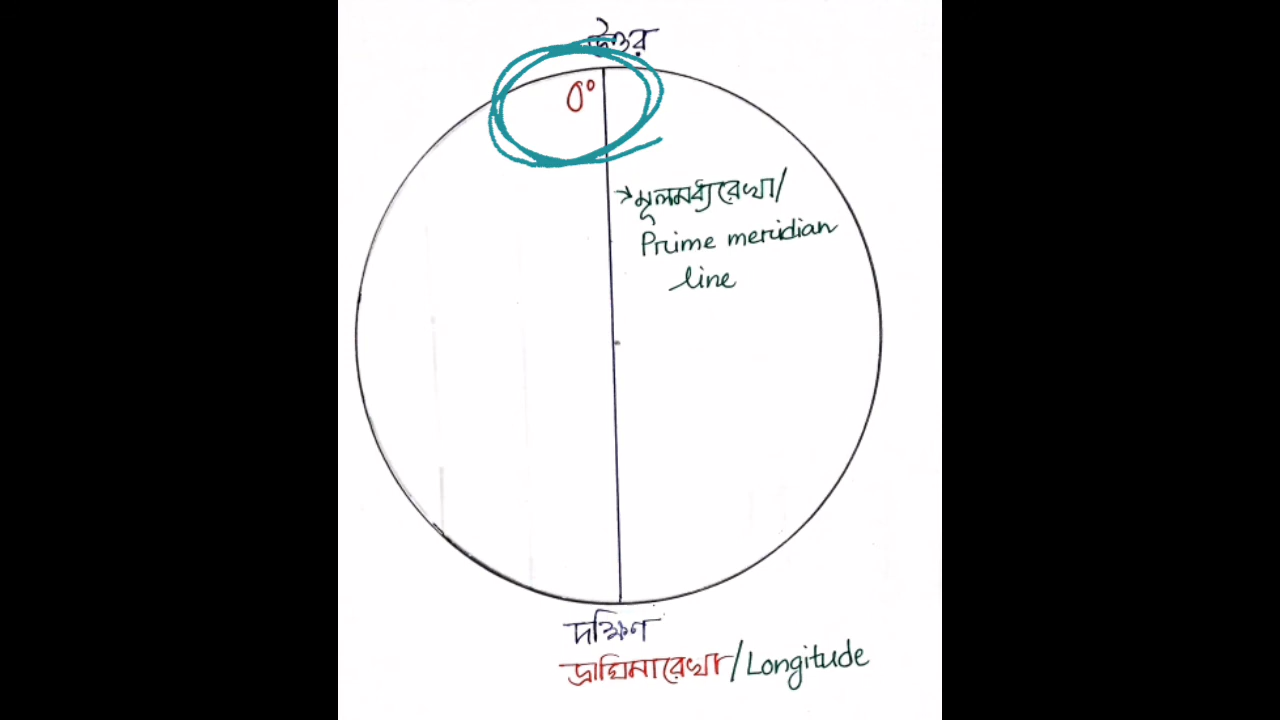 উত্তর
0°
→মূলমধ্যরেখা/
Prime meridian
line
দক্ষিণ
দ্রাঘিমারেখা/Longitude